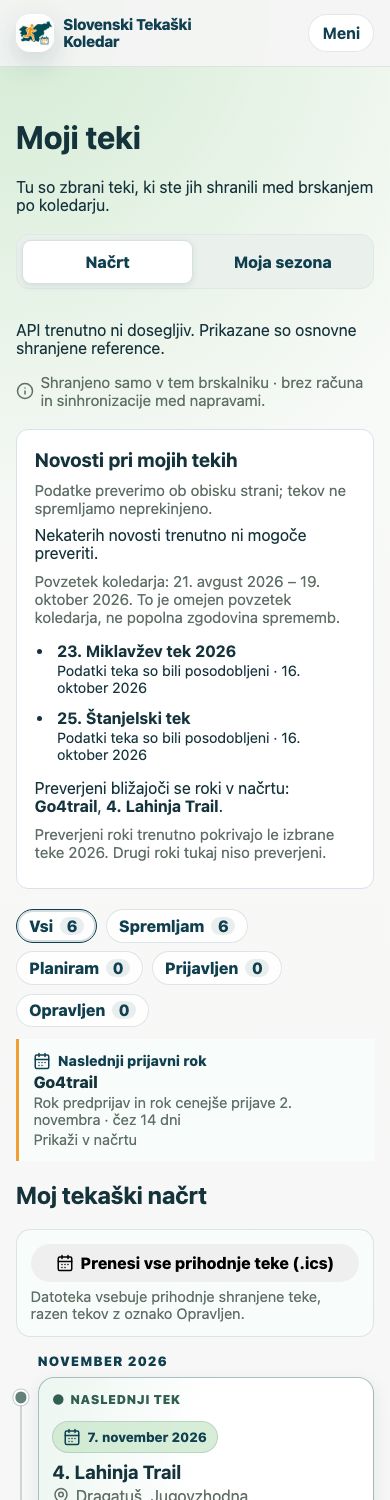 Slovenski Tekaški
Koledar
Meni
Moji teki
Tu so zbrani teki, ki ste jih shranili med brskanjem
po koledarju.
Načrt
Moja sezona
API trenutno ni dosegljiv. Prikazane so osnovne
shranjene reference.
Shranjeno samo v tem brskalniku · brez računa
in sinhronizacije med napravami.
Novosti pri mojih tekih
Podatke preverimo ob obisku strani; tekov ne
spremljamo neprekinjeno.
Nekaterih novosti trenutno ni mogoče
preveriti.
Povzetek koledarja: 21. avgust 2026 – 19.
oktober 2026. To je omejen povzetek
koledarja, ne popolna zgodovina sprememb.
• 23. Miklavžev tek 2026
Podatki teka so bili posodobljeni · 16.
oktober 2026
• 25. Štanjelski tek
Podatki teka so bili posodobljeni · 16.
oktober 2026
Preverjeni bližajoči se roki v načrtu:
Go4trail, 4. Lahinja Trail.
Preverjeni roki trenutno pokrivajo le izbrane
teke 2026. Drugi roki tukaj niso preverjeni.
Vsi 6
Spremljam 6
Planiram 0
Prijavljen 0
Opravljen 0
Naslednji prijavni rok
Go4trail
Rok predprijav in rok cenejše prijave 2.
novembra · čez 14 dni
Prikaži v načrtu
Moj tekaški načrt
Prenesi vse prihodnje teke (.ics)
Datoteka vsebuje prihodnje shranjene teke,
razen tekov z oznako Opravljen.
NOVEMBER 2026
NASLEDNJI TEK
7. november 2026
4. Lahinja Trail
Dragatuš, Jugovzhodna